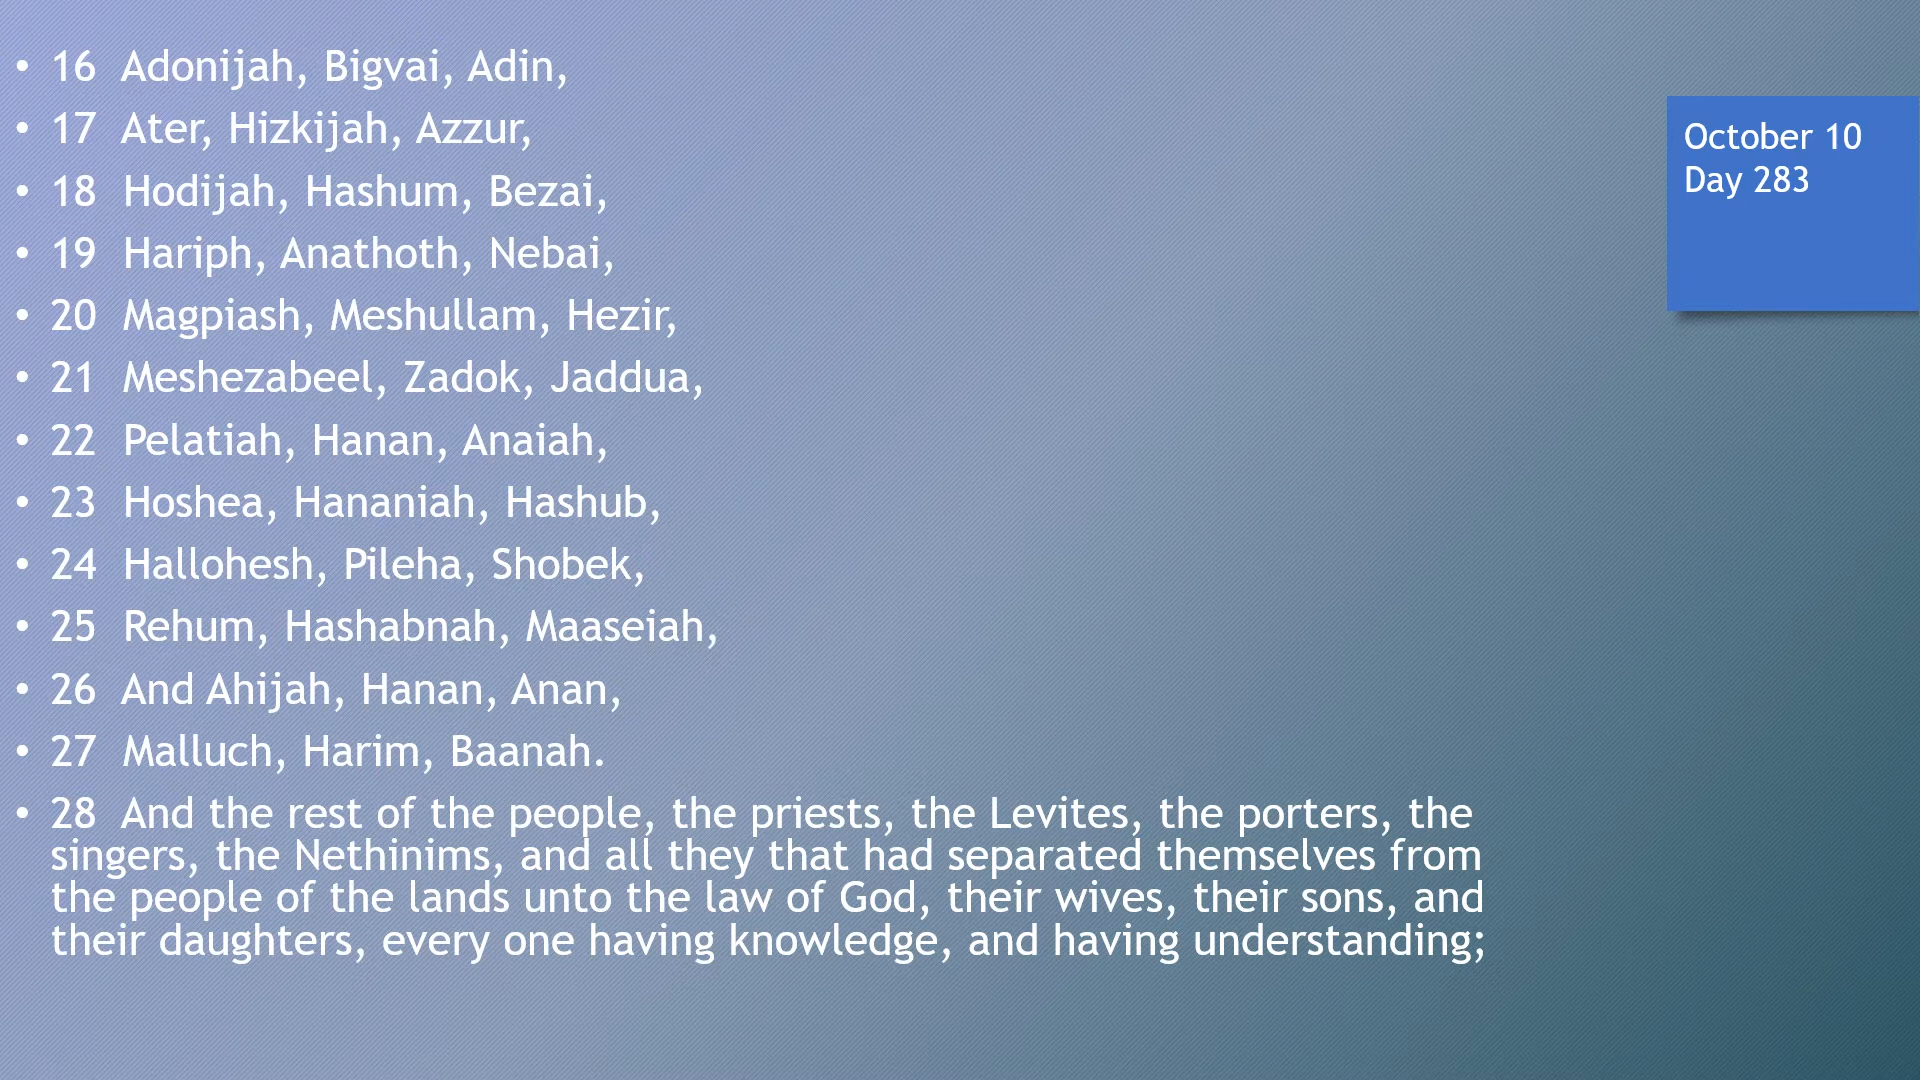 • 16 Adonijah, Bigvai, Adin,
• 17 Ater, Hizkijah, Azzur,
• 18 Hodijah, Hashum, Bezai,
• 19 Hariph, Anathoth, Nebai,
• 20 Magpiash, Meshullam, Hezir,
• 21 Meshezabeel, Zadok, Jaddua,
• 22 Pelatiah, Hanan, Anaiah,
• 23 Hoshea, Hananiah, Hashub,
• 24 Hallohesh, Pileha, Shobek,
• 25 Rehum, Hashabnah, Maaseiah,
• 26 And Ahijah, Hanan, Anan,
• 27 Malluch, Harim, Baanah.
• 28 And the rest of the people, the priests, the Levites, the porters, the
singers, the Nethinims, and all they that had separated themselves from
the people of the lands unto the law of God, their wives, their sons, and
their daughters, every one having knowledge, and having understanding;
October 10
Day 283